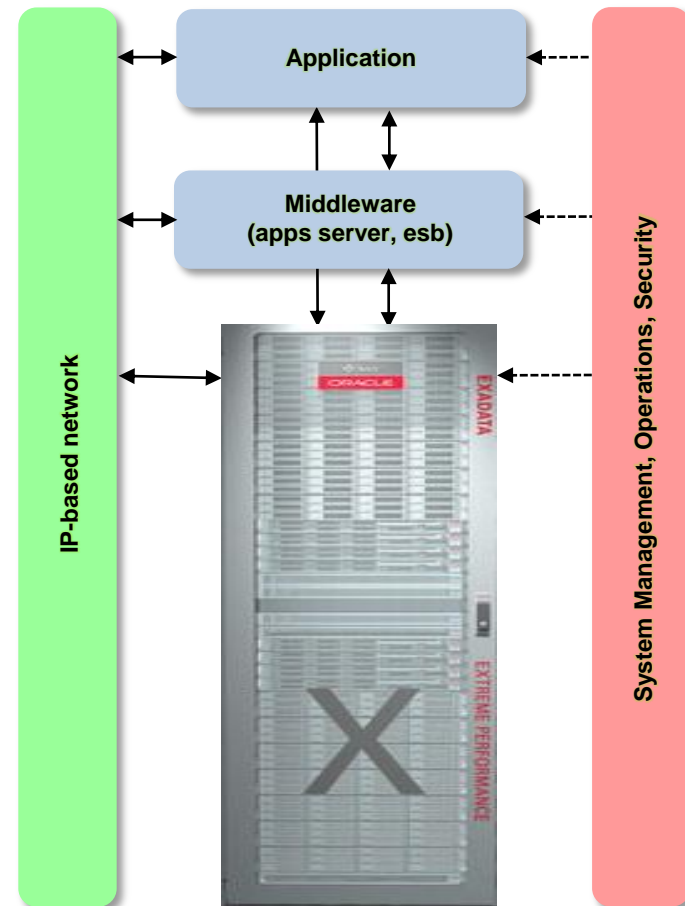 Application
Middleware
(apps server, esb)
IP-based network
System Management, Operations, Security
ORACLE
EXADATA
X
EXTREME PERFORMANCE